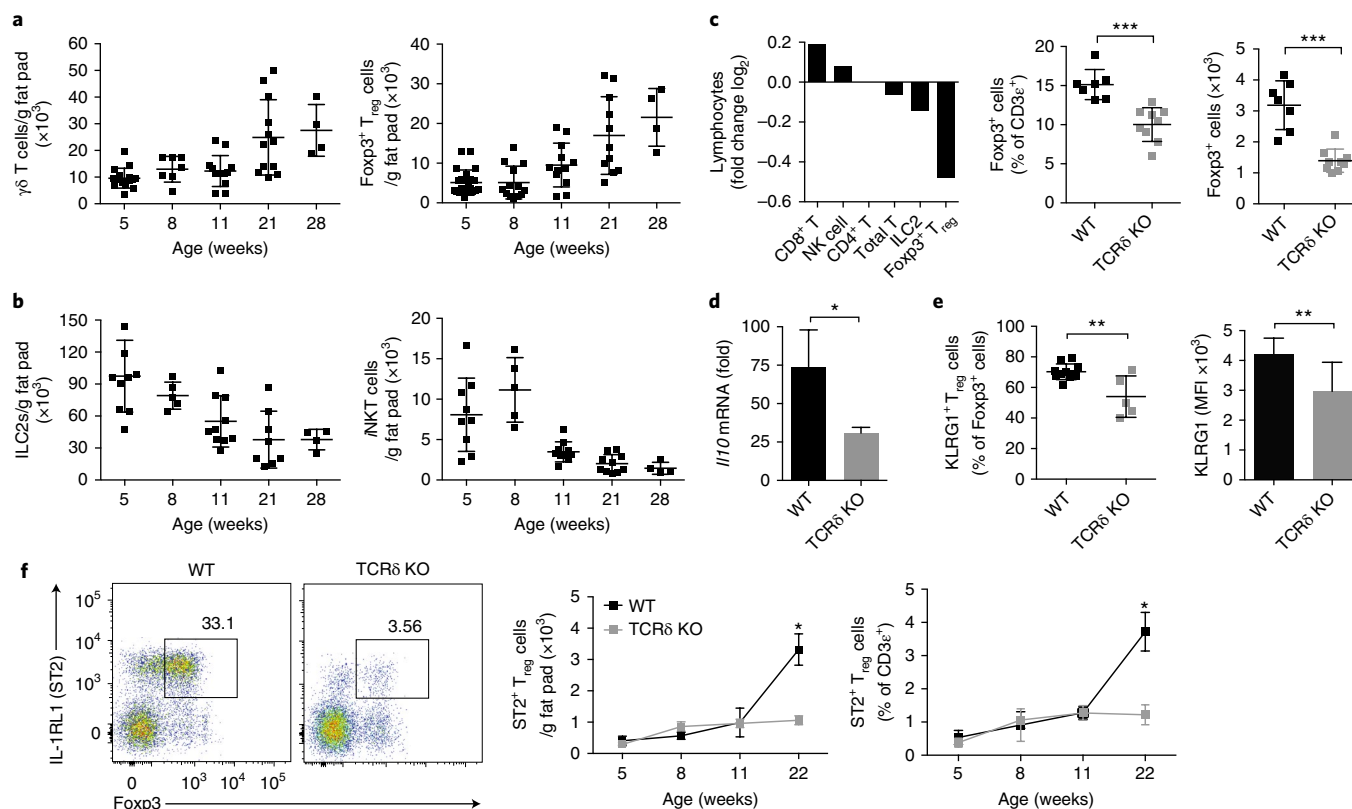 a
γδ T cells/g fat pad
(×10³)
60
50
40
30
20
10
0
5 8 11 21 28
Age (weeks)
Foxp3⁺ Treg cells
/g fat pad (×10³)
40
30
20
10
0
5 8 11 21 28
Age (weeks)
b
ILC2s/g fat pad
(×10³)
150
120
90
60
30
0
5 8 11 21 28
Age (weeks)
iNKT cells
/g fat pad (×10³)
20
15
10
5
0
5 8 11 21 28
Age (weeks)
c
Lymphocytes
(fold change log₂)
0.2
–0.0
–0.2
–0.4
–0.6
CD8⁺ T
NK cell
CD4⁺ T
Total T
ILC2
Foxp3⁺ Treg
Foxp3⁺ cells
(% of CD3ε⁺)
20
15
10
5
0
***
WT
TCRδ KO
Foxp3⁺ cells (×10³)
5
4
3
2
1
0
***
WT
TCRδ KO
d
Il10 mRNA (fold)
100
75
50
25
0
*
WT
TCRδ KO
e
KLRG1⁺ Treg cells
(% of Foxp3⁺ cells)
100
80
60
40
20
0
**
WT
TCRδ KO
KLRG1 (MFI ×10³)
5
4
3
2
1
0
**
WT
TCRδ KO
f
WT
TCRδ KO
IL-1RL1 (ST2)
10⁵
10⁴
10³
0
33.1
3.56
0 10³ 10⁴ 10⁵
Foxp3
ST2⁺ Treg cells
/g fat pad (×10³)
5
4
3
2
1
0
WT
TCRδ KO
*
5 8 11 22
Age (weeks)
ST2⁺ Treg cells
(% of CD3ε⁺)
5
4
3
2
1
0
*
5 8 11 22
Age (weeks)